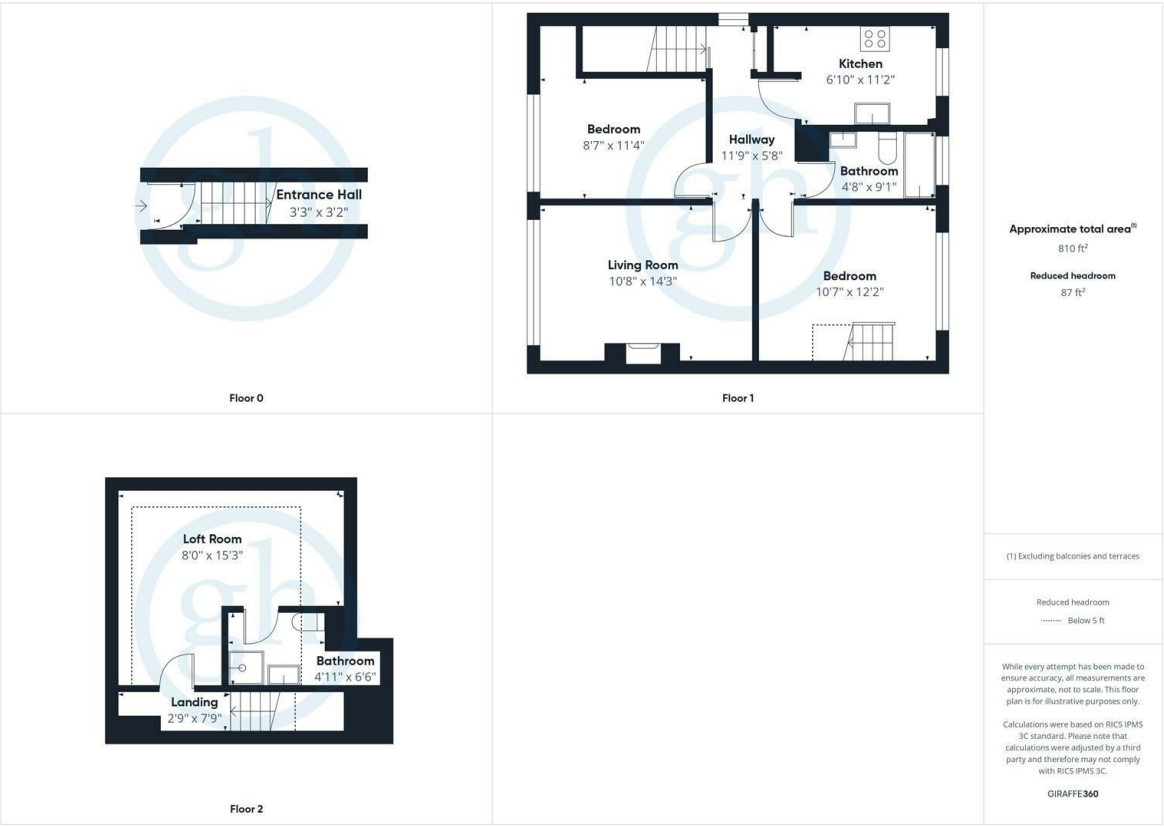 Entrance Hall
3'3" x 3'2"
Floor 0
Kitchen
6'10" x 11'2"
Bedroom
8'7" x 11'4"
Hallway
11'9" x 5'8"
Bathroom
4'8" x 9'1"
Living Room
10'8" x 14'3"
Bedroom
10'7" x 12'2"
Floor 1
gh
gh
Approximate total area(1)
810 ft²
Reduced headroom
87 ft²
Loft Room
8'0" x 15'3"
gh
Bathroom
4'11" x 6'6"
Landing
2'9" x 7'9"
Floor 2
(1) Excluding balconies and terraces
Reduced headroom
Below 5 ft
While every attempt has been made to
ensure accuracy, all measurements are
approximate, not to scale. This floor
plan is for illustrative purposes only.
Calculations were based on RICS IPMS
3C standard. Please note that
calculations were adjusted by a third
party and therefore may not comply
with RICS IPMS 3C.
GIRAFFE360